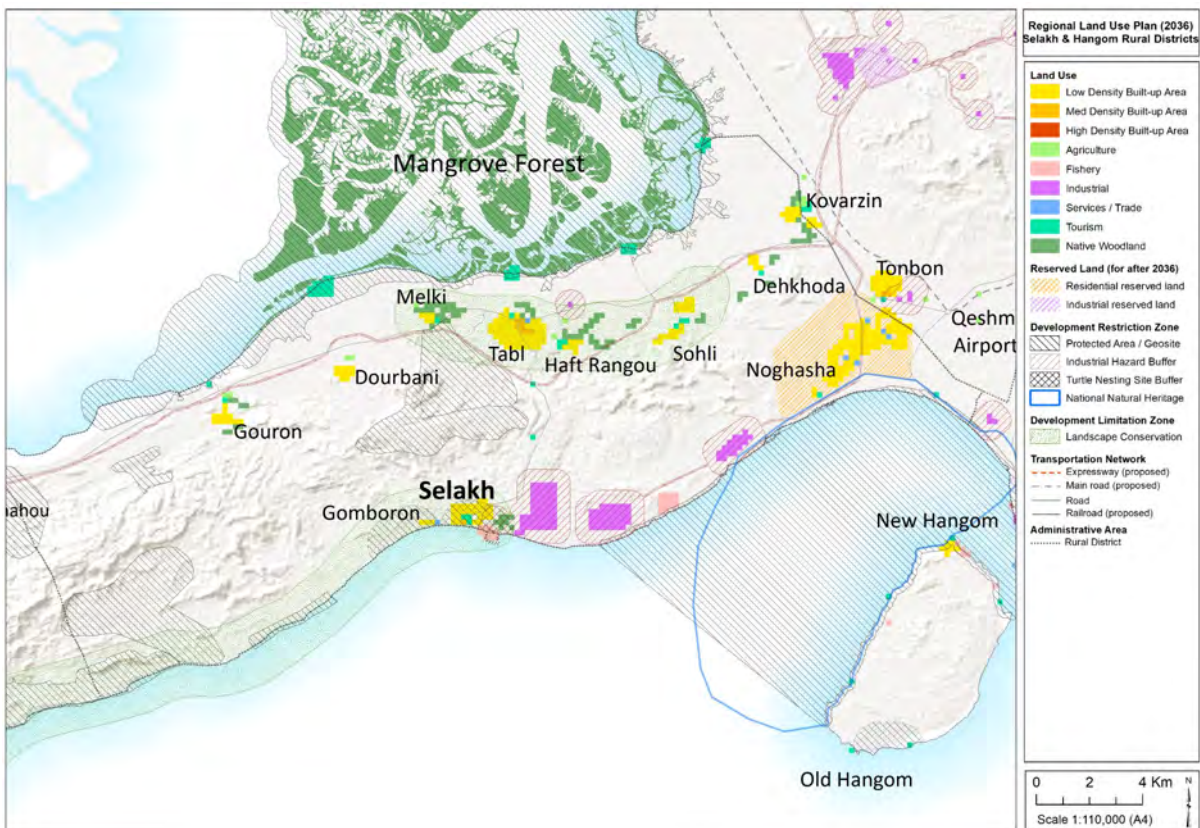 Regional Land Use Plan (2036)
Selakh & Hangom Rural Districts
Land Use
Low Density Built-up Area
Med Density Built-up Area
High Density Built-up Area
Agriculture
Fishery
Industrial
Services / Trade
Tourism
Native Woodland
Reserved Land (for after 2036)
Residential reserved land
Industrial reserved land
Development Restriction Zone
Protected Area / Geosite
Industrial Hazard Buffer
Turtle Nesting Site Buffer
National Natural Heritage
Development Limitation Zone
Landscape Conservation
Transportation Network
Expressway (proposed)
Main road (proposed)
Road
Railroad (proposed)
Administrative Area
Rural District
0 2 4 Km
N
Scale 1:110,000 (A4)
Mangrove Forest
Kovarzin
Dehkhoda
Tonbon
Melki
Qeshm
Airport
Tabl
Haft Rangou
Sohli
Noghasha
Dourbani
Gouron
Selakh
Gomboron
nahou
New Hangom
Old Hangom